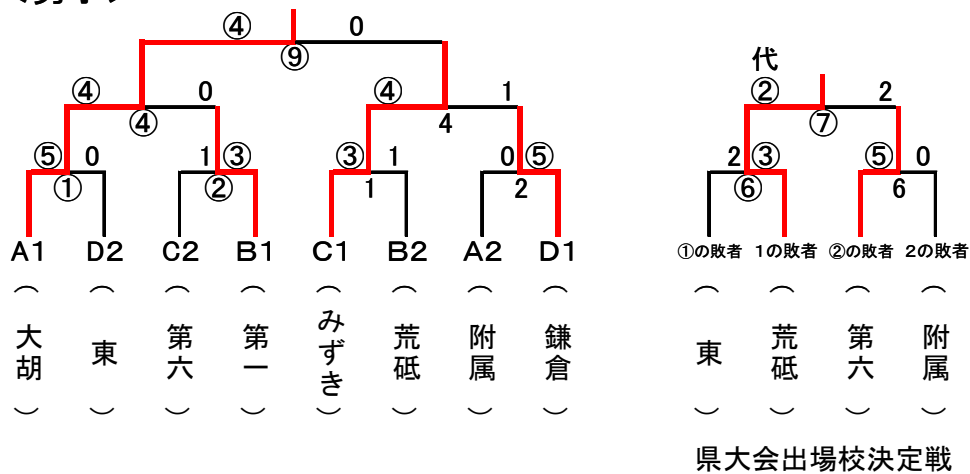 ④ 0
⑨
代
④ 0 ④ 1 ② 2
④ 4 ⑦
⑤ 0 1 ③ ③ 1 0 ⑤ 2 ③ ⑤ 0
① ② 1 2 ⑥ 6
A1 D2 C2 B1 C1 B2 A2 D1 ①の敗者 1の敗者 ②の敗者 2の敗者
（大胡） （東） （第六） （第一） （みずき） （荒砥） （附属） （鎌倉） （東） （荒砥） （第六） （附属）
県大会出場校決定戦